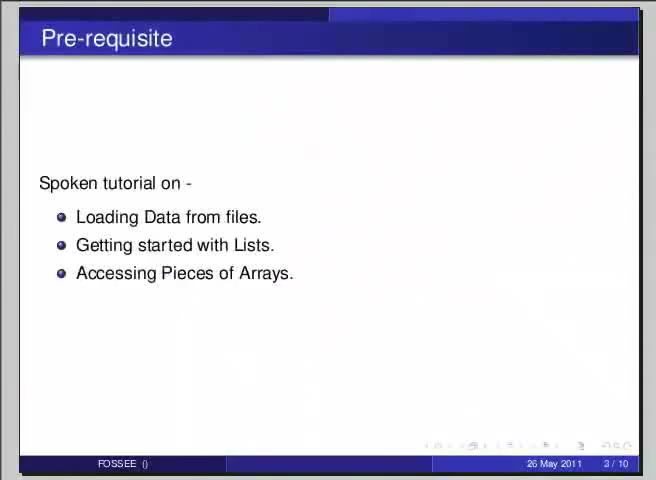 Pre-requisite
Spoken tutorial on -
Loading Data from files.
Getting started with Lists.
Accessing Pieces of Arrays.
FOSSEE ()
26 May 2011
3 / 10